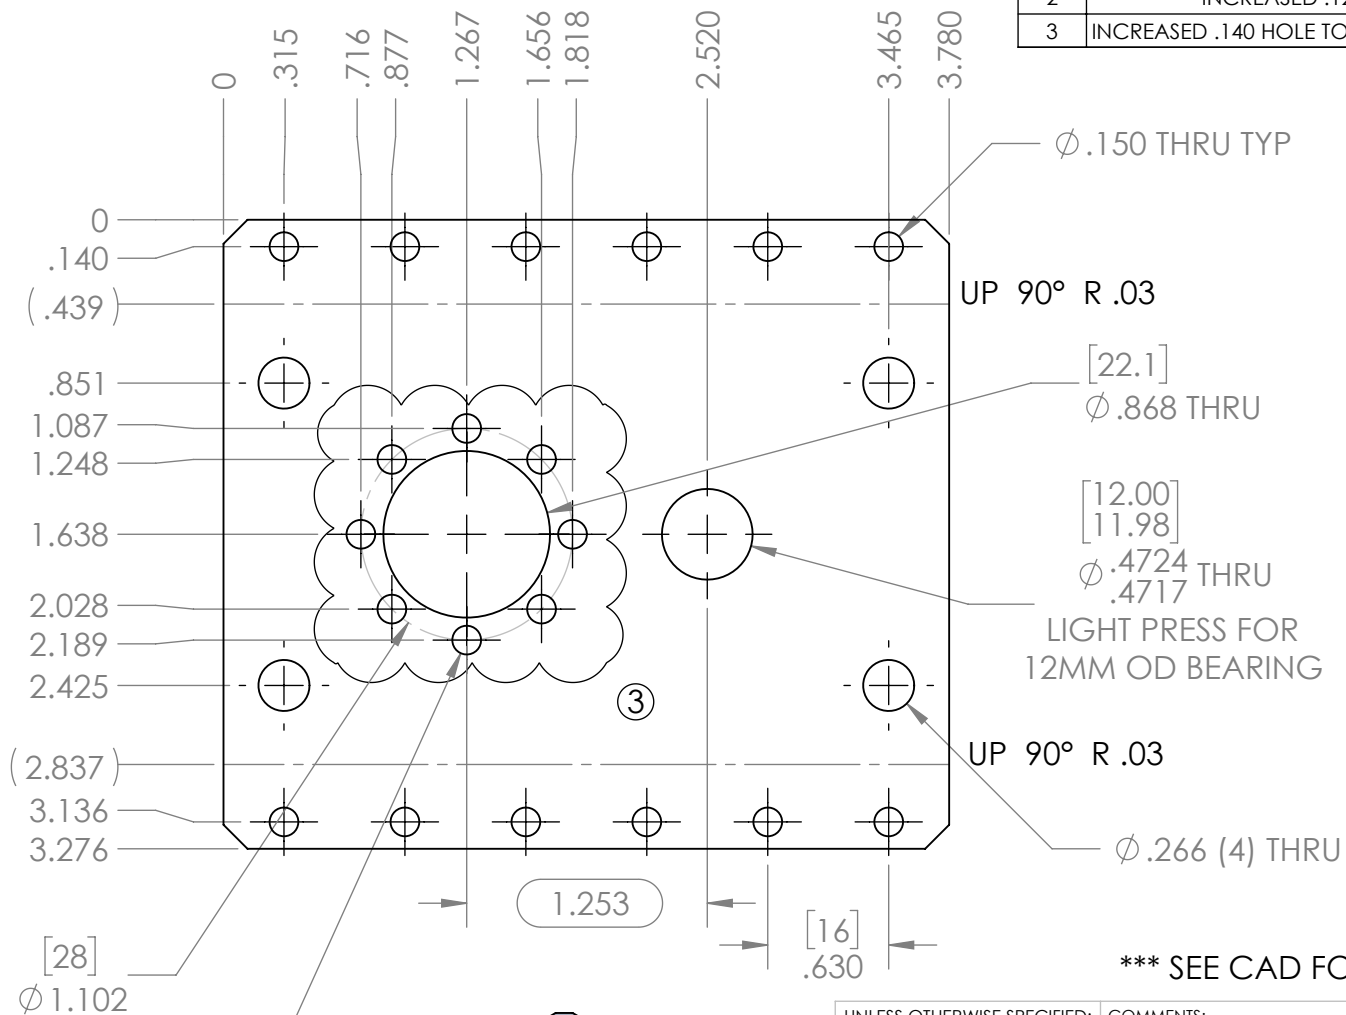 2 INCREASED .12
3 INCREASED .140 HOLE TO
0 .315 .716 .877 1.267 1.656 1.818 2.520 3.465 3.780
Ø.150 THRU TYP
0
.140
(.439)
UP 90° R .03
.851
1.087
1.248
1.638
2.028
2.189
2.425
(2.837)
3.136
3.276
[22.1]
Ø.868 THRU
[12.00]
[11.98]
Ø.4724 THRU
.4717
LIGHT PRESS FOR
12MM OD BEARING
3
UP 90° R .03
Ø.266 (4) THRU
1.253
[16]
.630
[28]
Ø1.102
*** SEE CAD FO
UNLESS OTHERWISE SPECIFIED: COMMENTS: